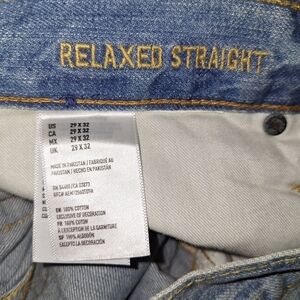 RELAXED STRAIGHT
US 29 X 32
CA 29 X 32
MX 29 X 32
UK 29 X 32
MADE IN PAKISTAN / FABRIQUÉ AU
PAKISTAN / HECHO EN PAKISTÁN
EN 100% COTTON
EXCLUSIVE OF DECORATION
FR 100% COTON
À L'EXCEPTION DE LA GARNITURE
SP 100% ALGODÓN
EXCEPTO LA DECORACIÓN